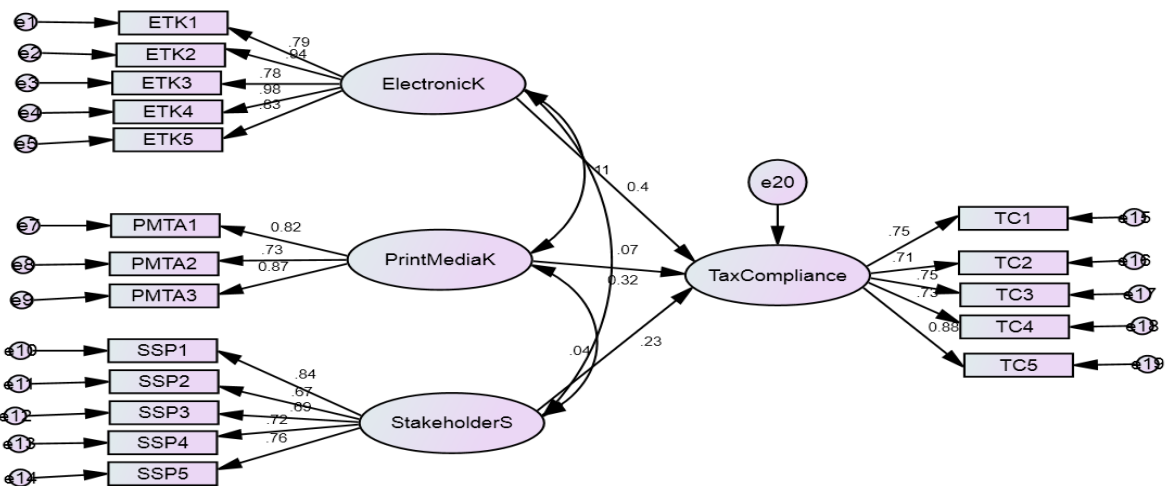 e1
ETK1
.79
e2
ETK2
.94
e3
ETK3
.78
e4
ETK4
.98
e5
ETK5
.83
ElectronicK
.11
0.4
e7
PMTA1
0.82
e8
PMTA2
.73
e9
PMTA3
0.87
PrintMediaK
.07
0.32
e10
SSP1
.84
e11
SSP2
.67
e12
SSP3
.69
e13
SSP4
.72
e14
SSP5
.76
StakeholderS
.04
.23
e20
TaxCompliance
.75
TC1
e15
.71
TC2
e16
.75
TC3
e17
.73
TC4
e18
0.88
TC5
e19